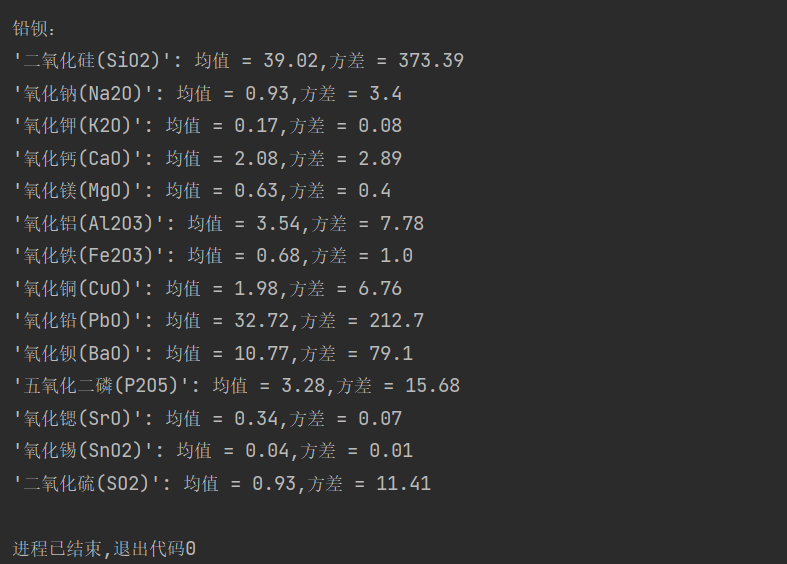 铅钡：
'二氧化硅(SiO2)': 均值 = 39.02,方差 = 373.39
'氧化钠(Na2O)': 均值 = 0.93,方差 = 3.4
'氧化钾(K2O)': 均值 = 0.17,方差 = 0.08
'氧化钙(CaO)': 均值 = 2.08,方差 = 2.89
'氧化镁(MgO)': 均值 = 0.63,方差 = 0.4
'氧化铝(Al2O3)': 均值 = 3.54,方差 = 7.78
'氧化铁(Fe2O3)': 均值 = 0.68,方差 = 1.0
'氧化铜(CuO)': 均值 = 1.98,方差 = 6.76
'氧化铅(PbO)': 均值 = 32.72,方差 = 212.7
'氧化钡(BaO)': 均值 = 10.77,方差 = 79.1
'五氧化二磷(P2O5)': 均值 = 3.28,方差 = 15.68
'氧化锶(SrO)': 均值 = 0.34,方差 = 0.07
'氧化锡(SnO2)': 均值 = 0.04,方差 = 0.01
'二氧化硫(SO2)': 均值 = 0.93,方差 = 11.41
进程已结束,退出代码0